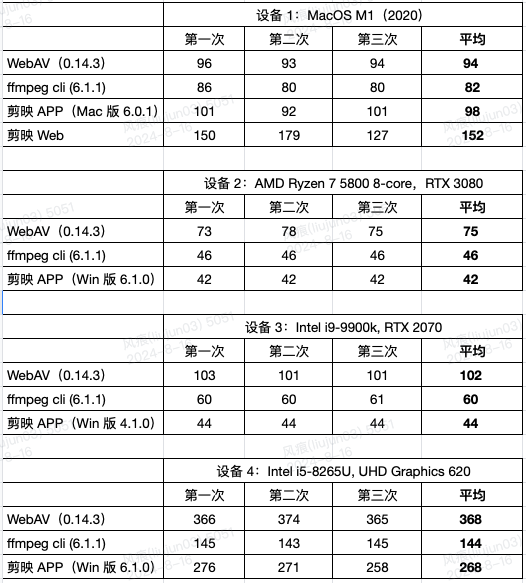 设备 1：MacOS M1（2020）
第一次 第二次 第三次 平均
WebAV（0.14.3） 96 93 94 94
ffmpeg cli (6.1.1) 86 80 80 82
剪映 APP（Mac 版 6.0.1） 101 92 101 98
剪映 Web 150 179 127 152
设备 2：AMD Ryzen 7 5800 8-core，RTX 3080
第一次 第二次 第三次 平均
WebAV（0.14.3） 73 78 75 75
ffmpeg cli (6.1.1) 46 46 46 46
剪映 APP（Win 版 6.1.0） 42 42 42 42
设备 3：Intel i9-9900k, RTX 2070
第一次 第二次 第三次 平均
WebAV（0.14.3） 103 101 101 102
ffmpeg cli (6.1.1) 60 60 61 60
剪映 APP（Win 版 4.1.0） 44 44 44 44
设备 4：Intel i5-8265U, UHD Graphics 620
第一次 第二次 第三次 平均
WebAV（0.14.3） 366 374 365 368
ffmpeg cli (6.1.1) 145 143 145 144
剪映 APP（Win 版 6.1.0） 276 271 258 268